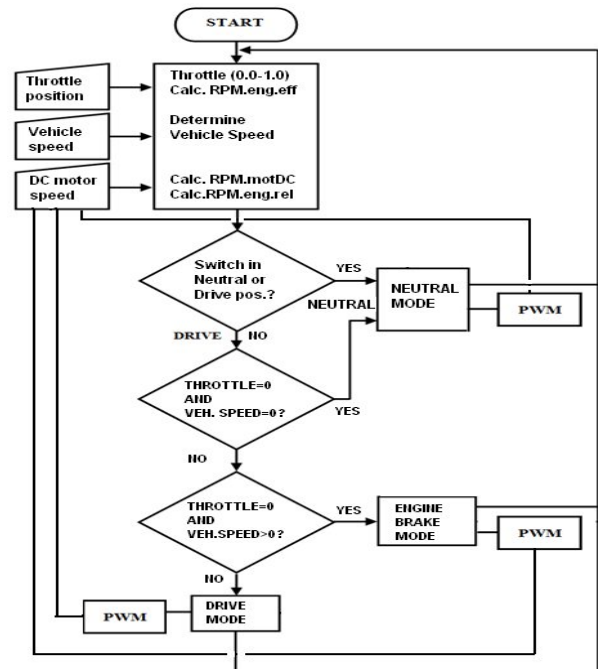 START
Throttle
position
Vehicle
speed
DC motor
speed
Throttle (0.0-1.0)
Calc. RPM.eng.eff
Determine
Vehicle Speed
Calc. RPM.motDC
Calc.RPM.eng.rel
Switch in
Neutral or
Drive pos.?
YES
NEUTRAL
NEUTRAL
MODE
PWM
DRIVE NO
THROTTLE=0
AND
VEH. SPEED=0?
YES
NO
THROTTLE=0
AND
VEH.SPEED>0?
YES
ENGINE
BRAKE
MODE
PWM
NO
DRIVE
MODE
PWM